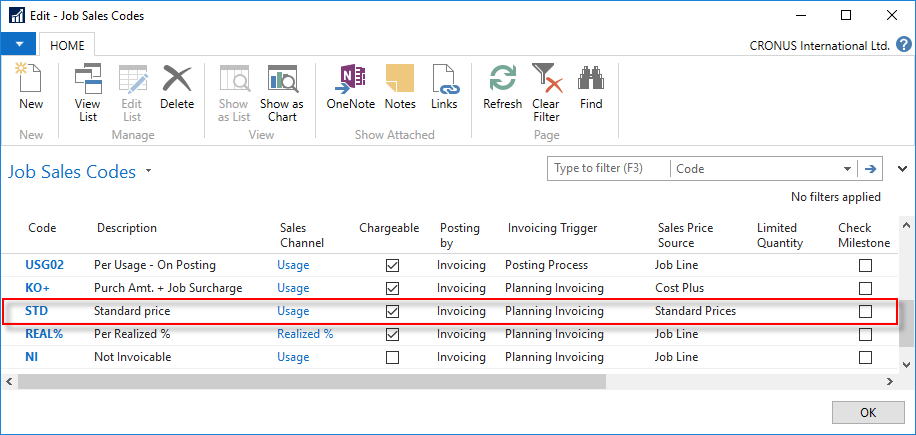 Edit - Job Sales Codes
HOME
CRONUS International Ltd.
New
View List
Edit List
Delete
Show as List
Show as Chart
OneNote
Notes
Links
Refresh
Clear Filter
Find
New
Manage
View
Show Attached
Page
Job Sales Codes
Type to filter (F3)
Code
No filters applied
Code Description Sales Channel Chargeable Posting by Invoicing Trigger Sales Price Source Limited Quantity Check Milestone
USG02 Per Usage - On Posting Usage Invoicing Posting Process Job Line
KO+ Purch Amt. + Job Surcharge Usage Invoicing Planning Invoicing Cost Plus
STD Standard price Usage Invoicing Planning Invoicing Standard Prices
REAL% Per Realized % Realized % Invoicing Planning Invoicing Job Line
NI Not Invoicable Usage Invoicing Planning Invoicing Job Line
OK